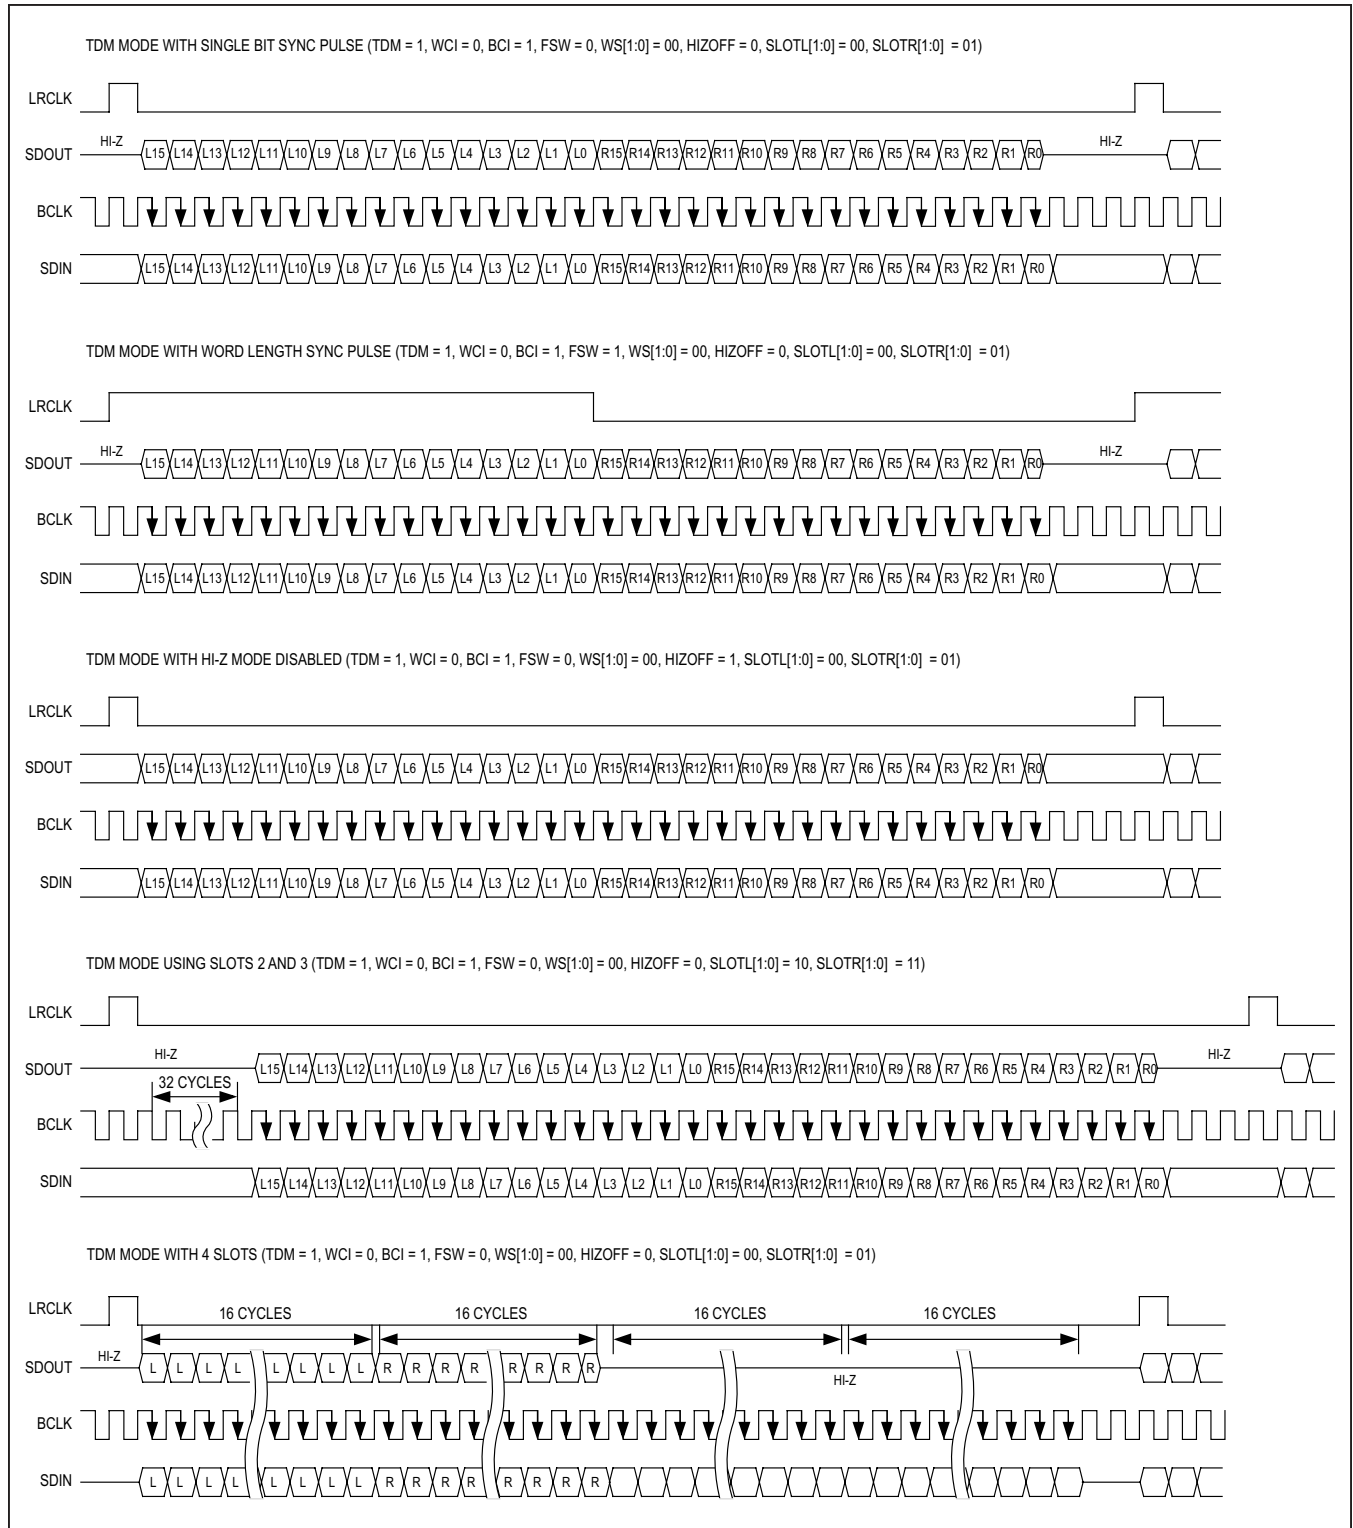 TDM MODE WITH SINGLE BIT SYNC PULSE (TDM = 1, WCI = 0, BCI = 1, FSW = 0, WS[1:0] = 00, HIZOFF = 0, SLOTL[1:0] = 00, SLOTR[1:0] = 01)
LRCLK
SDOUT HI-Z L15 L14 L13 L12 L11 L10 L9 L8 L7 L6 L5 L4 L3 L2 L1 L0 R15 R14 R13 R12 R11 R10 R9 R8 R7 R6 R5 R4 R3 R2 R1 R0 HI-Z
BCLK
SDIN L15 L14 L13 L12 L11 L10 L9 L8 L7 L6 L5 L4 L3 L2 L1 L0 R15 R14 R13 R12 R11 R10 R9 R8 R7 R6 R5 R4 R3 R2 R1 R0
TDM MODE WITH WORD LENGTH SYNC PULSE (TDM = 1, WCI = 0, BCI = 1, FSW = 1, WS[1:0] = 00, HIZOFF = 0, SLOTL[1:0] = 00, SLOTR[1:0] = 01)
LRCLK
SDOUT HI-Z L15 L14 L13 L12 L11 L10 L9 L8 L7 L6 L5 L4 L3 L2 L1 L0 R15 R14 R13 R12 R11 R10 R9 R8 R7 R6 R5 R4 R3 R2 R1 R0 HI-Z
BCLK
SDIN L15 L14 L13 L12 L11 L10 L9 L8 L7 L6 L5 L4 L3 L2 L1 L0 R15 R14 R13 R12 R11 R10 R9 R8 R7 R6 R5 R4 R3 R2 R1 R0
TDM MODE WITH HI-Z MODE DISABLED (TDM = 1, WCI = 0, BCI = 1, FSW = 0, WS[1:0] = 00, HIZOFF = 1, SLOTL[1:0] = 00, SLOTR[1:0] = 01)
LRCLK
SDOUT L15 L14 L13 L12 L11 L10 L9 L8 L7 L6 L5 L4 L3 L2 L1 L0 R15 R14 R13 R12 R11 R10 R9 R8 R7 R6 R5 R4 R3 R2 R1 R0
BCLK
SDIN L15 L14 L13 L12 L11 L10 L9 L8 L7 L6 L5 L4 L3 L2 L1 L0 R15 R14 R13 R12 R11 R10 R9 R8 R7 R6 R5 R4 R3 R2 R1 R0
TDM MODE USING SLOTS 2 AND 3 (TDM = 1, WCI = 0, BCI = 1, FSW = 0, WS[1:0] = 00, HIZOFF = 0, SLOTL[1:0] = 10, SLOTR[1:0] = 11)
LRCLK
SDOUT HI-Z L15 L14 L13 L12 L11 L10 L9 L8 L7 L6 L5 L4 L3 L2 L1 L0 R15 R14 R13 R12 R11 R10 R9 R8 R7 R6 R5 R4 R3 R2 R1 R0 HI-Z
32 CYCLES
BCLK
SDIN L15 L14 L13 L12 L11 L10 L9 L8 L7 L6 L5 L4 L3 L2 L1 L0 R15 R14 R13 R12 R11 R10 R9 R8 R7 R6 R5 R4 R3 R2 R1 R0
TDM MODE WITH 4 SLOTS (TDM = 1, WCI = 0, BCI = 1, FSW = 0, WS[1:0] = 00, HIZOFF = 0, SLOTL[1:0] = 00, SLOTR[1:0] = 01)
LRCLK 16 CYCLES 16 CYCLES 16 CYCLES 16 CYCLES
SDOUT HI-Z L L L L L L L L R R R R R R R R HI-Z
BCLK
SDIN L L L L L L L L R R R R R R R R